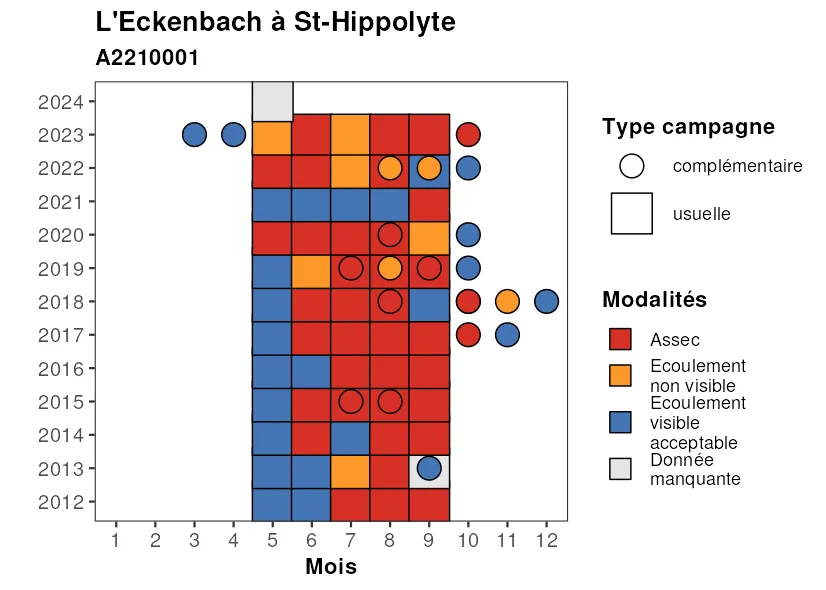 L'Eckenbach à St-Hippolyte
A2210001
2024
2023
2022
2021
2020
2019
2018
2017
2016
2015
2014
2013
2012
1 2 3 4 5 6 7 8 9 10 11 12
Mois
Type campagne
complémentaire
usuelle
Modalités
Assec
Ecoulement
non visible
Ecoulement
visible
acceptable
Donnée
manquante